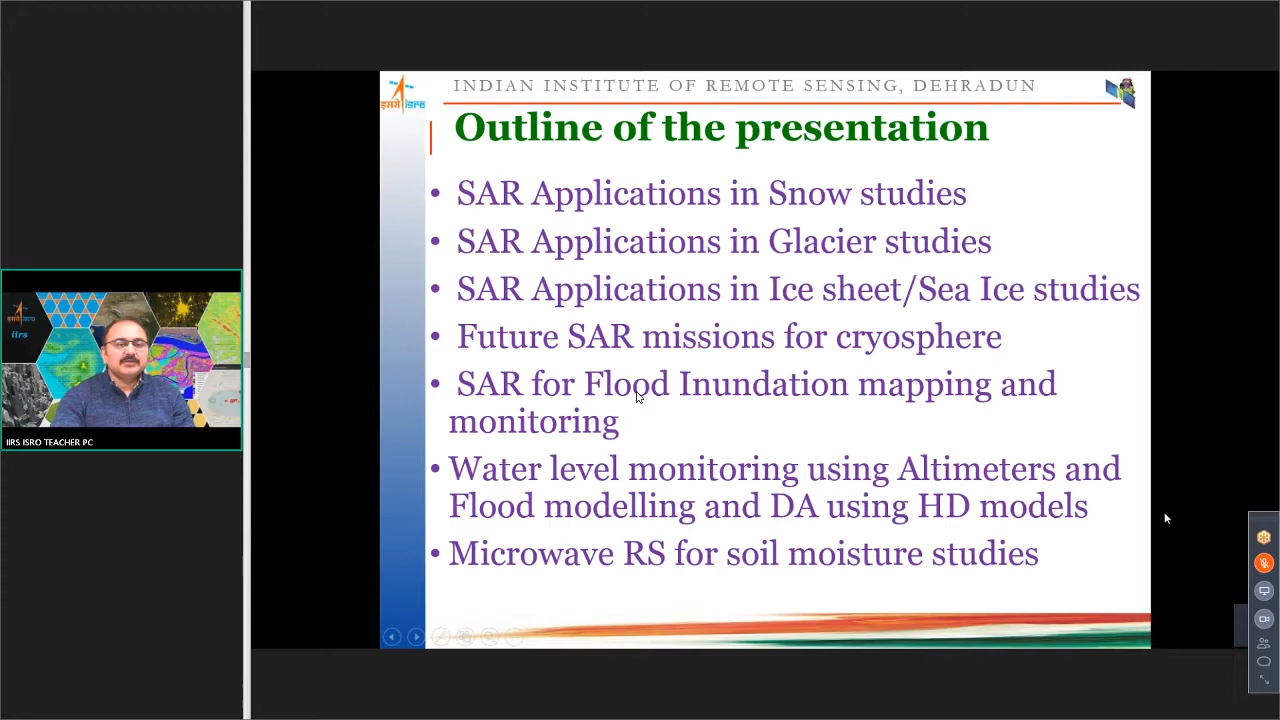 INDIAN INSTITUTE OF REMOTE SENSING, DEHRADUN
इसरो isro
Outline of the presentation
• SAR Applications in Snow studies
• SAR Applications in Glacier studies
• SAR Applications in Ice sheet/Sea Ice studies
• Future SAR missions for cryosphere
• SAR for Flood Inundation mapping and
monitoring
• Water level monitoring using Altimeters and
Flood modelling and DA using HD models
• Microwave RS for soil moisture studies
iirs
IIRS ISRO TEACHER PC